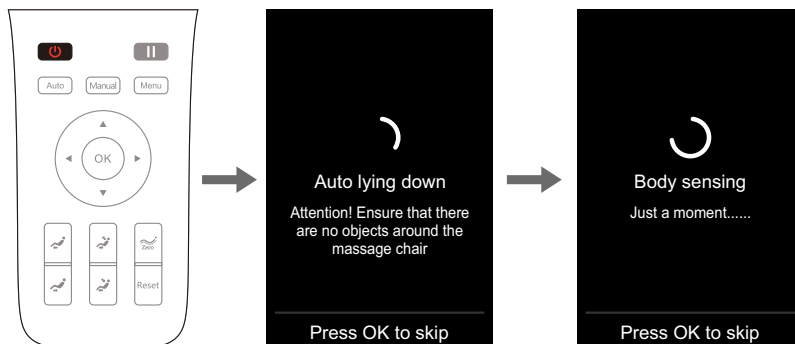 Auto Manual Menu
OK
Zero
Reset
Auto lying down
Attention! Ensure that there
are no objects around the
massage chair
Press OK to skip
Body sensing
Just a moment......
Press OK to skip